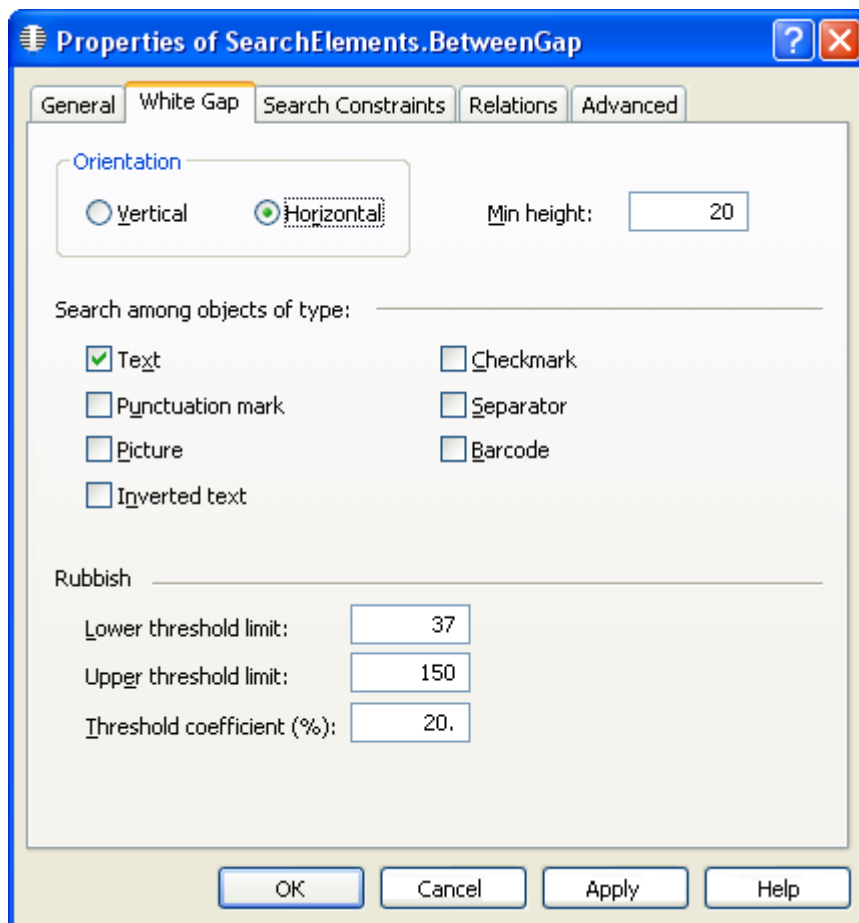 Properties of SearchElements.BetweenGap
General White Gap Search Constraints Relations Advanced
Orientation
Vertical Horizontal Min height: 20
Search among objects of type:
Text Checkmark
Punctuation mark Separator
Picture Barcode
Inverted text
Rubbish
Lower threshold limit: 37
Upper threshold limit: 150
Threshold coefficient (%): 20.
OK Cancel Apply Help